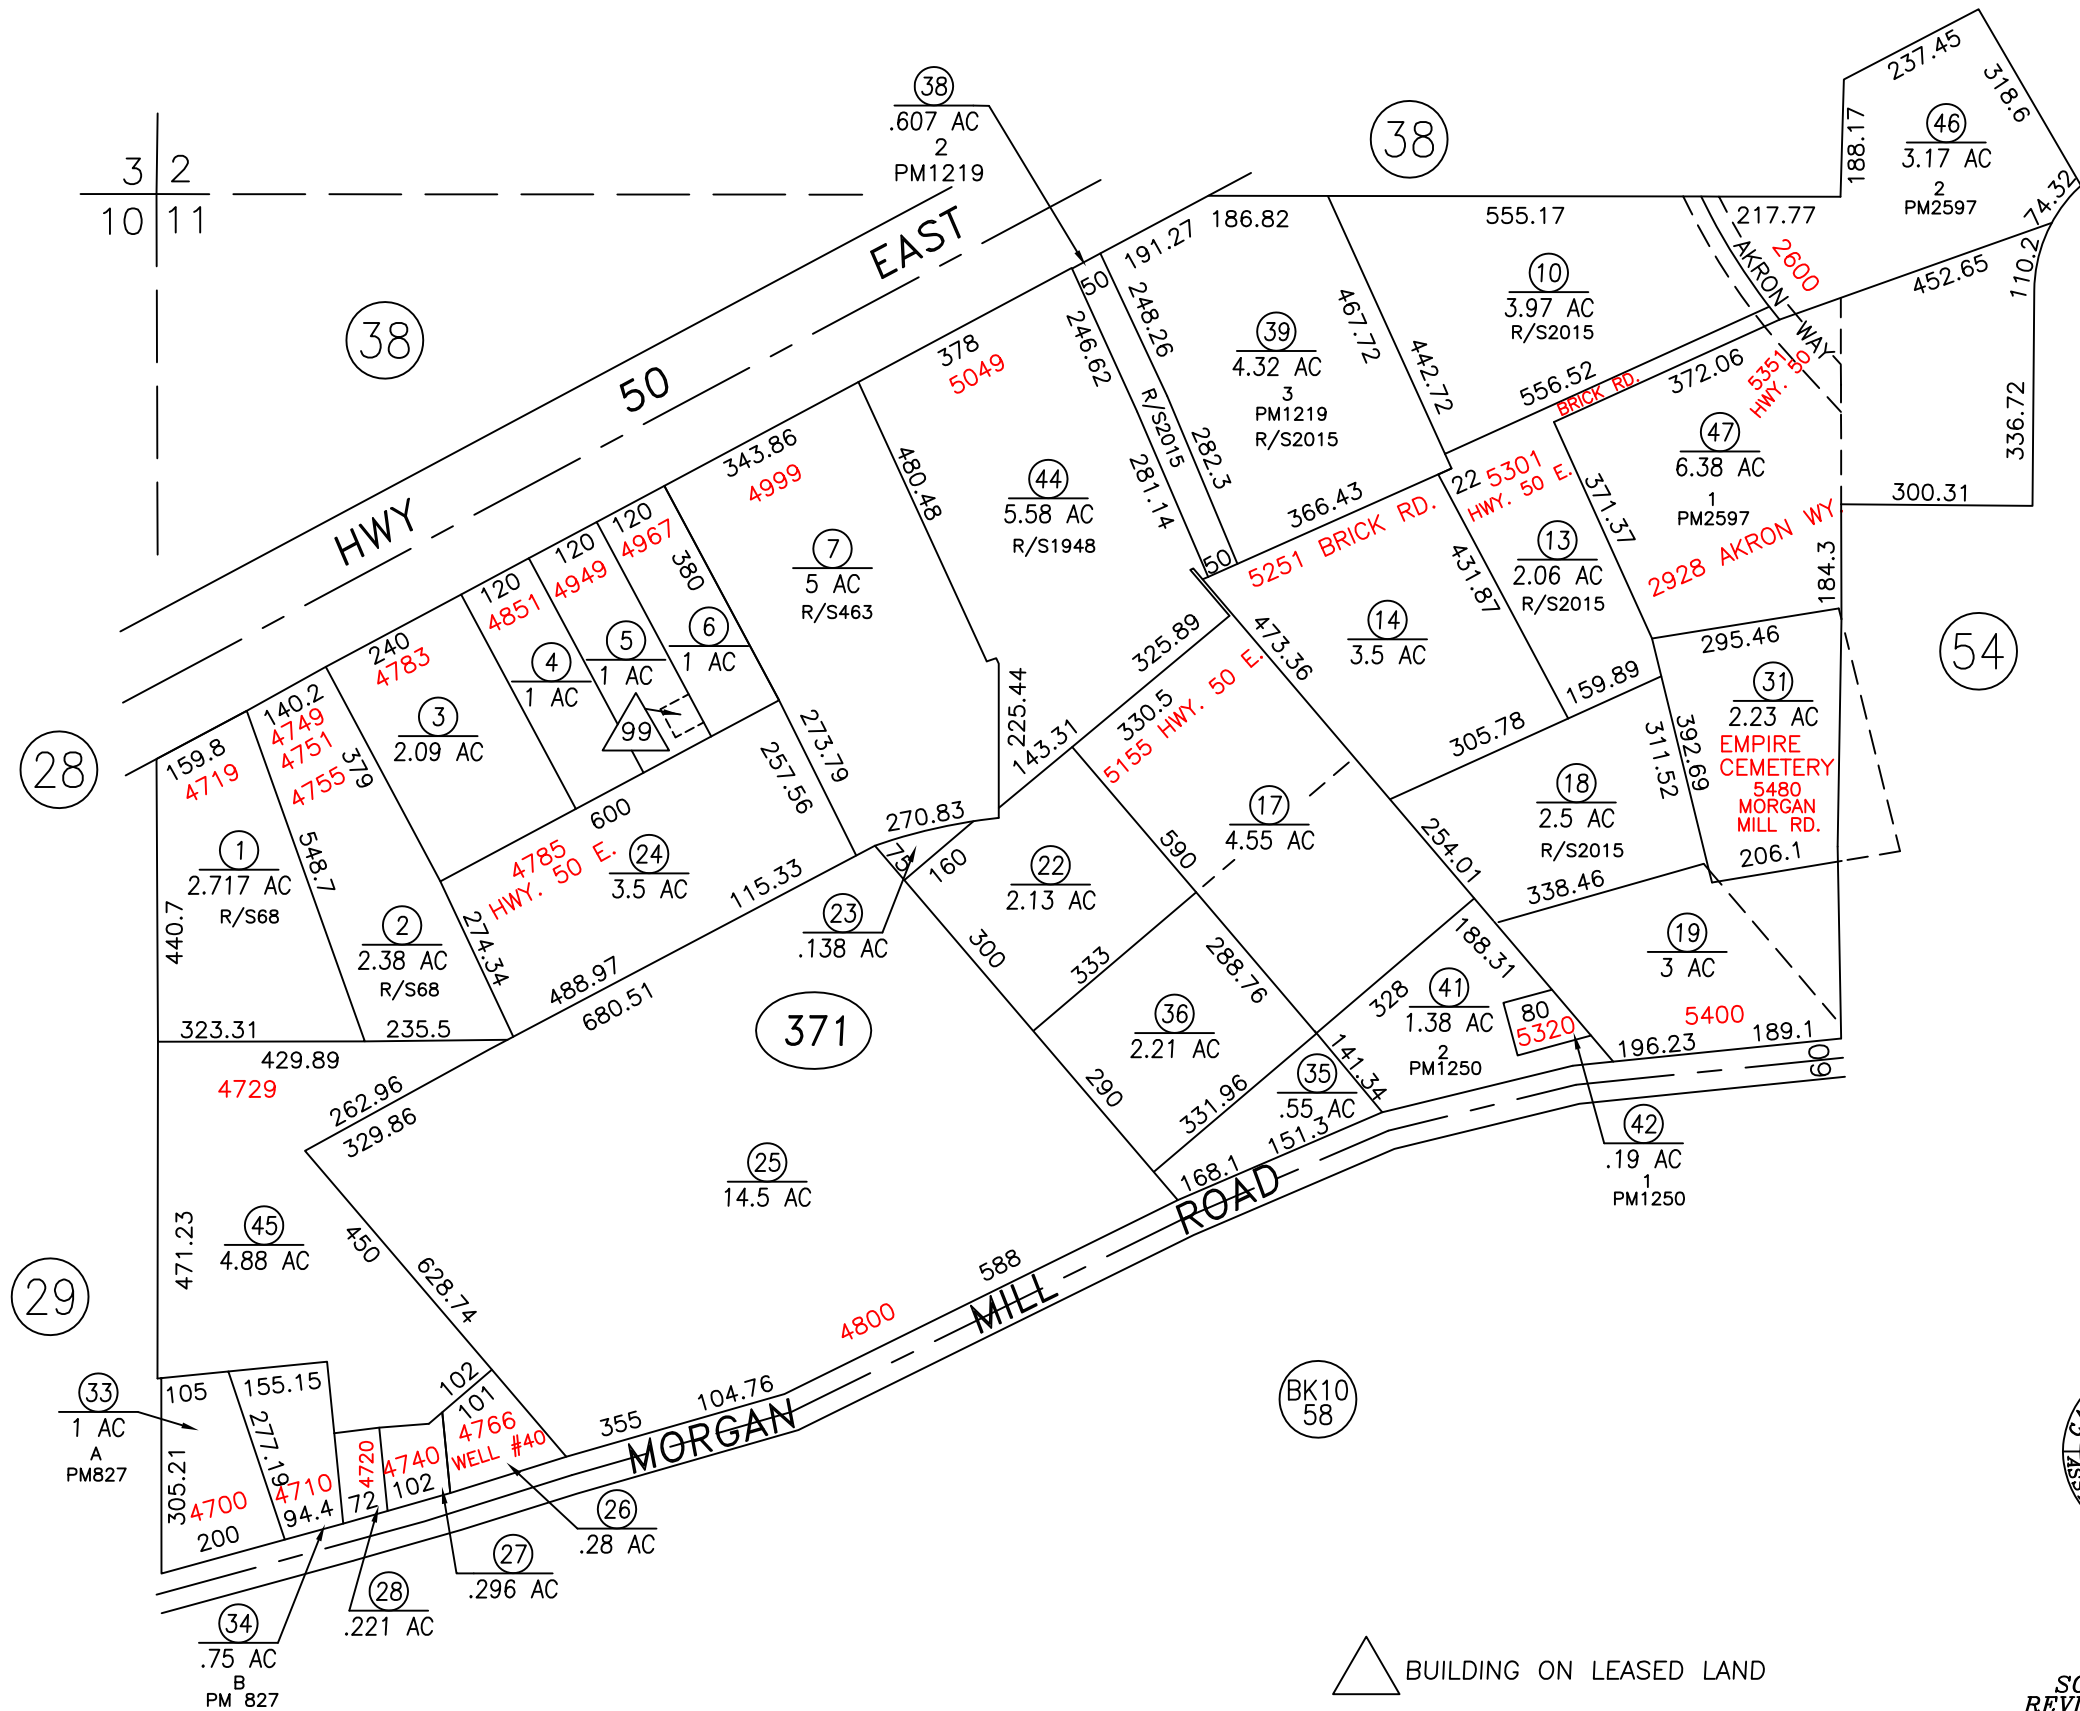 3 2
10 11
38
.607 AC
2
PM1219
38
237.45
318.6
188.17
46
3.17 AC
2
PM2597
74.32
110.2
452.65
336.72
300.31
38
HWY
50
EAST
191.27
186.82
555.17
217.77
AKRON WAY
2600
50
248.26
246.62
R/S2015
282.3
281.14
50
39
4.32 AC
3
PM1219
R/S2015
467.72
442.72
10
3.97 AC
R/S2015
556.52
BRICK RD.
372.06
5351
HWY. 50
47
6.38 AC
1
PM2597
2928 AKRON WY.
184.3
371.37
378
5049
343.86
4999
480.48
44
5.58 AC
R/S1948
366.43
5251 BRICK RD.
22
5301
HWY. 50 E.
13
2.06 AC
R/S2015
431.87
7
5 AC
R/S463
120
4967
380
120
4949
120
4851
240
4783
6
1 AC
5
1 AC
4
1 AC
99
3
2.09 AC
140.2
4749
4751
4755
379
159.8
4719
28
1
2.717 AC
R/S68
548.7
440.7
2
2.38 AC
R/S68
274.34
323.31
235.5
600
4785
HWY. 50 E.
24
3.5 AC
273.79
257.56
115.33
488.97
680.51
225.44
270.83
75
160
23
.138 AC
143.31
325.89
330.5
5155 HWY. 50 E.
473.36
14
3.5 AC
159.89
305.78
295.46
54
31
2.23 AC
EMPIRE
CEMETERY
5480
MORGAN
MILL RD.
206.1
392.69
311.52
18
2.5 AC
R/S2015
338.46
254.01
17
4.55 AC
590
22
2.13 AC
300
333
288.76
188.31
328
41
1.38 AC
2
PM1250
80
5320
19
3 AC
5400
196.23
189.1
60
36
2.21 AC
290
141.34
35
.55 AC
331.96
151.3
168.1
42
.19 AC
1
PM1250
371
429.89
4729
262.96
329.86
25
14.5 AC
45
4.88 AC
471.23
450
628.74
29
588
4800
MORGAN
MILL
ROAD
33
1 AC
A
PM827
105
155.15
277.19
305.21
4700
200
4710
94.4
4720
72
4740
102
102
101
4766
WELL #40
355
104.76
26
.28 AC
27
.296 AC
28
.221 AC
34
.75 AC
B
PM 827
BK10
58
BUILDING ON LEASED LAND